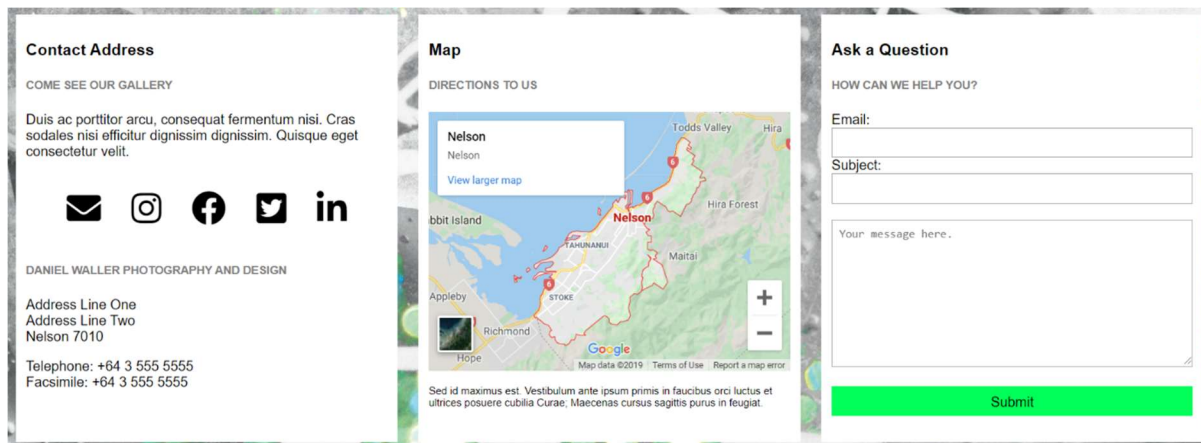 Contact Address
COME SEE OUR GALLERY
Duis ac porttitor arcu, consequat fermentum nisi. Cras
sodales nisi efficitur dignissim dignissim. Quisque eget
consectetur velit.
DANIEL WALLER PHOTOGRAPHY AND DESIGN
Address Line One
Address Line Two
Nelson 7010
Telephone: +64 3 555 5555
Facsimile: +64 3 555 5555
Map
DIRECTIONS TO US
Nelson
Nelson
View larger map
Todds Valley
Hira
6
6
Hira Forest
bbit Island
Nelson
TAHUNANUI
Maitai
6
Appleby
STOKE
Richmond
Hope
Google
Map data ©2019 Terms of Use Report a map error
Sed id maximus est. Vestibulum ante ipsum primis in faucibus orci luctus et
ultrices posuere cubilia Curae; Maecenas cursus sagittis purus in feugiat.
Ask a Question
HOW CAN WE HELP YOU?
Email:
Subject:
Your message here.
Submit